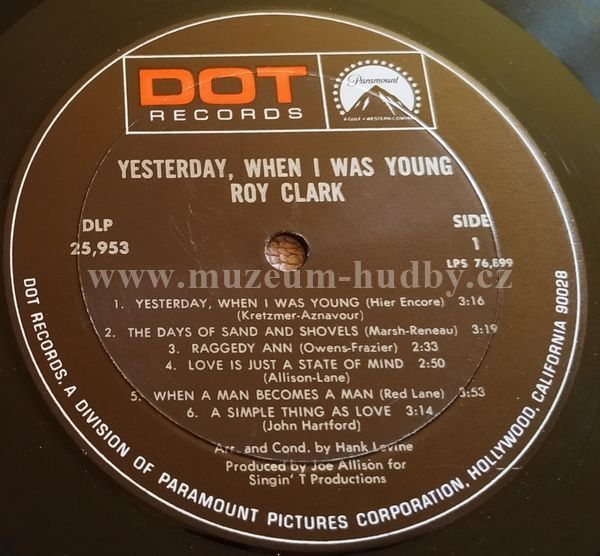 DOT
RECORDS
Paramount
A GULF+WESTERN COMPANY
YESTERDAY, WHEN I WAS YOUNG
ROY CLARK
DLP
25,953
SIDE
1
LPS 76,899
www.muzeum-hudby.cz
1. YESTERDAY, WHEN I WAS YOUNG (Hier Encore) 3:16
(Kretzmer-Aznavour)
2. THE DAYS OF SAND AND SHOVELS (Marsh-Reneau) 3:19
3. RAGGEDY ANN (Owens-Frazier) 2:33
4. LOVE IS JUST A STATE OF MIND 2:50
(Allison-Lane)
5. WHEN A MAN BECOMES A MAN (Red Lane) 3:53
6. A SIMPLE THING AS LOVE 3:14
(John Hartford)
Arr. and Cond. by Hank Levine
Produced by Joe Allison for
Singin' T Productions
DOT RECORDS, A DIVISION OF PARAMOUNT PICTURES CORPORATION, HOLLYWOOD, CALIFORNIA 90028